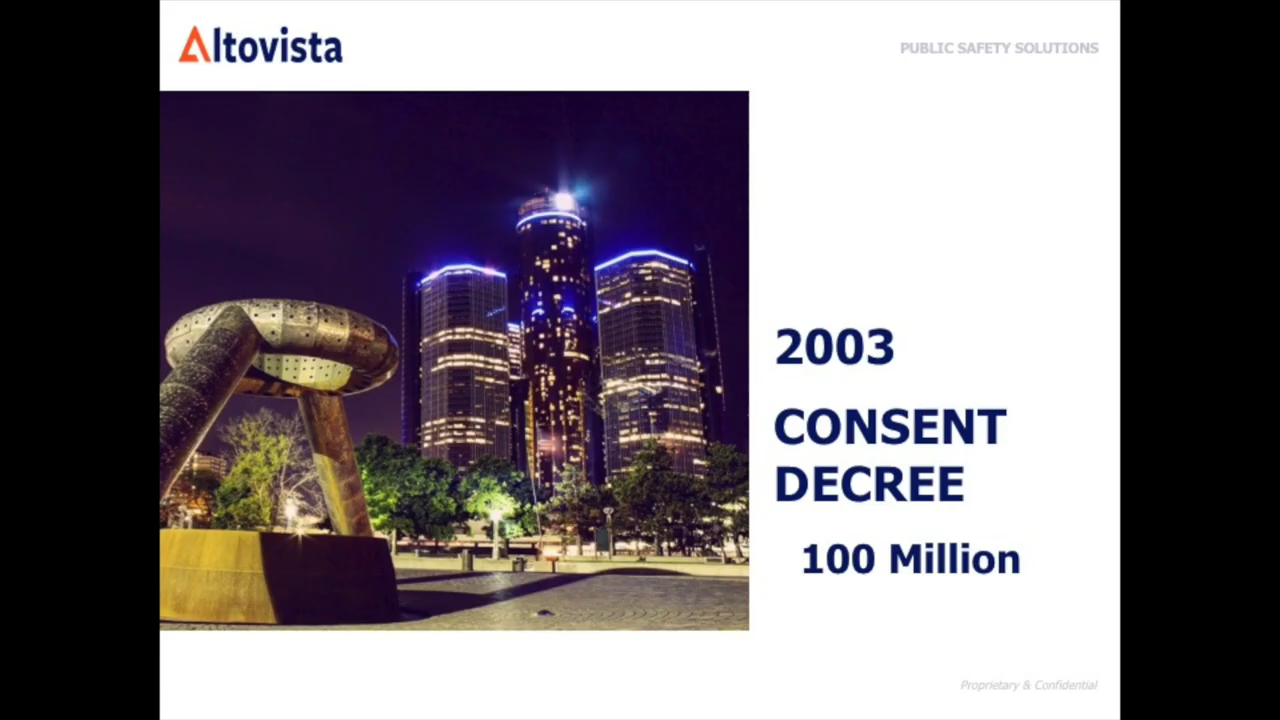 Altovista
PUBLIC SAFETY SOLUTIONS
2003
CONSENT
DECREE
100 Million
Proprietary & Confidential